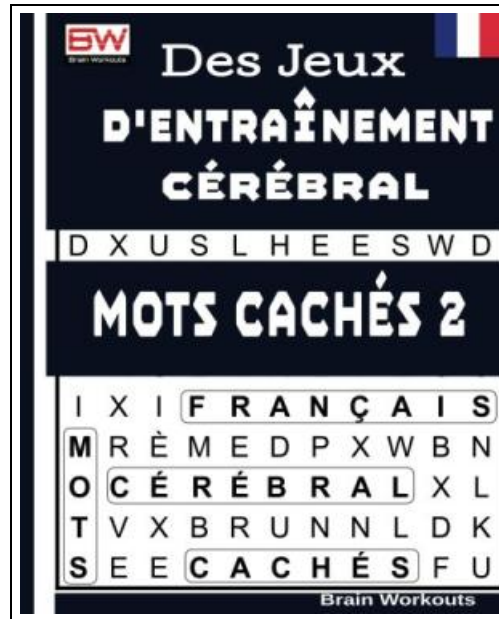 BW
Brain Workouts
Des Jeux
D'ENTRAÎNEMENT
CÉRÉBRAL
D X U S L H E E S W D
MOTS CACHÉS 2
I X I F R A N Ç A I S
M R È M E D P X W B N
O C É R É B R A L X L
T V X B R U N N L D K
S E E C A C H É S F U
Brain Workouts